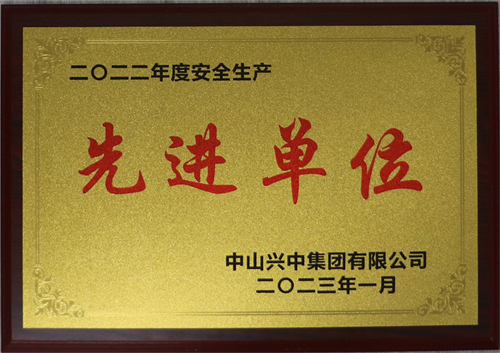 二〇二二年度安全生产
先进单位
中山兴中集团有限公司
二〇二三年一月